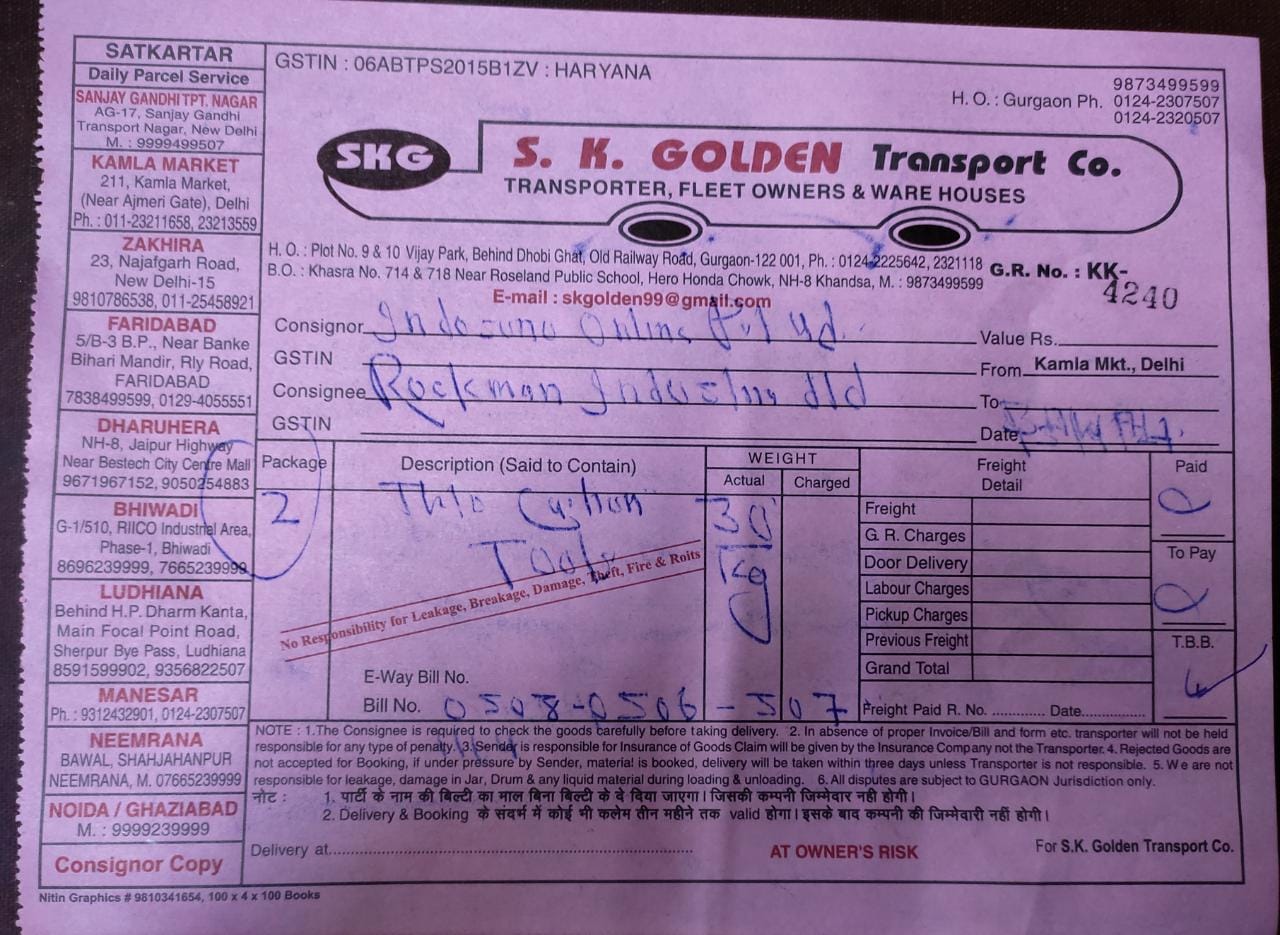 SATKARTAR
Daily Parcel Service
SANJAY GANDHI TPT. NAGAR
AG-17, Sanjay Gandhi
Transport Nagar, New Delhi
M. : 9999499507
KAMLA MARKET
211, Kamla Market,
(Near Ajmeri Gate), Delhi
Ph. : 011-23211658, 23213559
ZAKHIRA
23, Najafgarh Road,
New Delhi-15
9810786538, 011-25458921
FARIDABAD
5/B-3 B.P., Near Banke
Bihari Mandir, Rly Road,
FARIDABAD
7838499599, 0129-4055551
DHARUHERA
NH-8, Jaipur Highway
Near Bestech City Centre Mall
9671967152, 9050254883
BHIWADI
G-1/510, RIICO Industrial Area,
Phase-1, Bhiwadi
8696239999, 7665239999
LUDHIANA
Behind H.P. Dharm Kanta,
Main Focal Point Road,
Sherpur Bye Pass, Ludhiana
8591599902, 9356822507
MANESAR
Ph. : 9312432901, 0124-2307507
NEEMRANA
BAWAL, SHAHJAHANPUR
NEEMRANA, M. 07665239999
NOIDA / GHAZIABAD
M. : 9999239999
Consignor Copy
GSTIN : 06ABTPS2015B1ZV : HARYANA
9873499599
H. O. : Gurgaon Ph. 0124-2307507
0124-2320507
SKG
S. K. GOLDEN Transport Co.
TRANSPORTER, FLEET OWNERS & WARE HOUSES
H. O. : Plot No. 9 & 10 Vijay Park, Behind Dhobi Ghat, Old Railway Road, Gurgaon-122 001, Ph. : 0124-2225642, 2321118
B.O. : Khasra No. 714 & 718 Near Roseland Public School, Hero Honda Chowk, NH-8 Khandsa, M. : 9873499599
G.R. No. : KK-
4240
E-mail : skgolden99@gmail.com
Consignor Online Pvt Ltd.
Value Rs.
GSTIN
From Kamla Mkt., Delhi
Consignee Rockman
To
GSTIN
Date
Package
Description (Said to Contain)
WEIGHT
Actual
Charged
Freight
Detail
Paid
2
30
Kg
Tools
Freight
G. R. Charges
Door Delivery
Labour Charges
Pickup Charges
Previous Freight
Grand Total
To Pay
T.B.B.
No Responsibility for Leakage, Breakage, Damage, Theft, Fire & Roits
E-Way Bill No.
Bill No. 0508-0506-507
Freight Paid R. No. ............. Date................
NOTE : 1.The Consignee is required to check the goods carefully before taking delivery. 2. In absence of proper Invoice/Bill and form etc. transporter will not be held
responsible for any type of penalty. 3. Sender is responsible for Insurance of Goods Claim will be given by the Insurance Company not the Transporter. 4. Rejected Goods are
not accepted for Booking, if under pressure by Sender, material is booked, delivery will be taken within three days unless Transporter is not responsible. 5. We are not
responsible for leakage, damage in Jar, Drum & any liquid material during loading & unloading. 6. All disputes are subject to GURGAON Jurisdiction only.
नोट : 1. पार्टी के नाम की बिल्टी का माल बिना बिल्टी के दे दिया जाएगा। जिसकी कम्पनी जिम्मेदार नही होगी।
2. Delivery & Booking के संदर्भ में कोई भी कलेम तीन महीने तक valid होगा। इसके बाद कम्पनी की जिम्मेदारी नहीं होगी।
Delivery at......................................................................
AT OWNER'S RISK
For S.K. Golden Transport Co.
Nitin Graphics # 9810341654, 100 x 4 x 100 Books